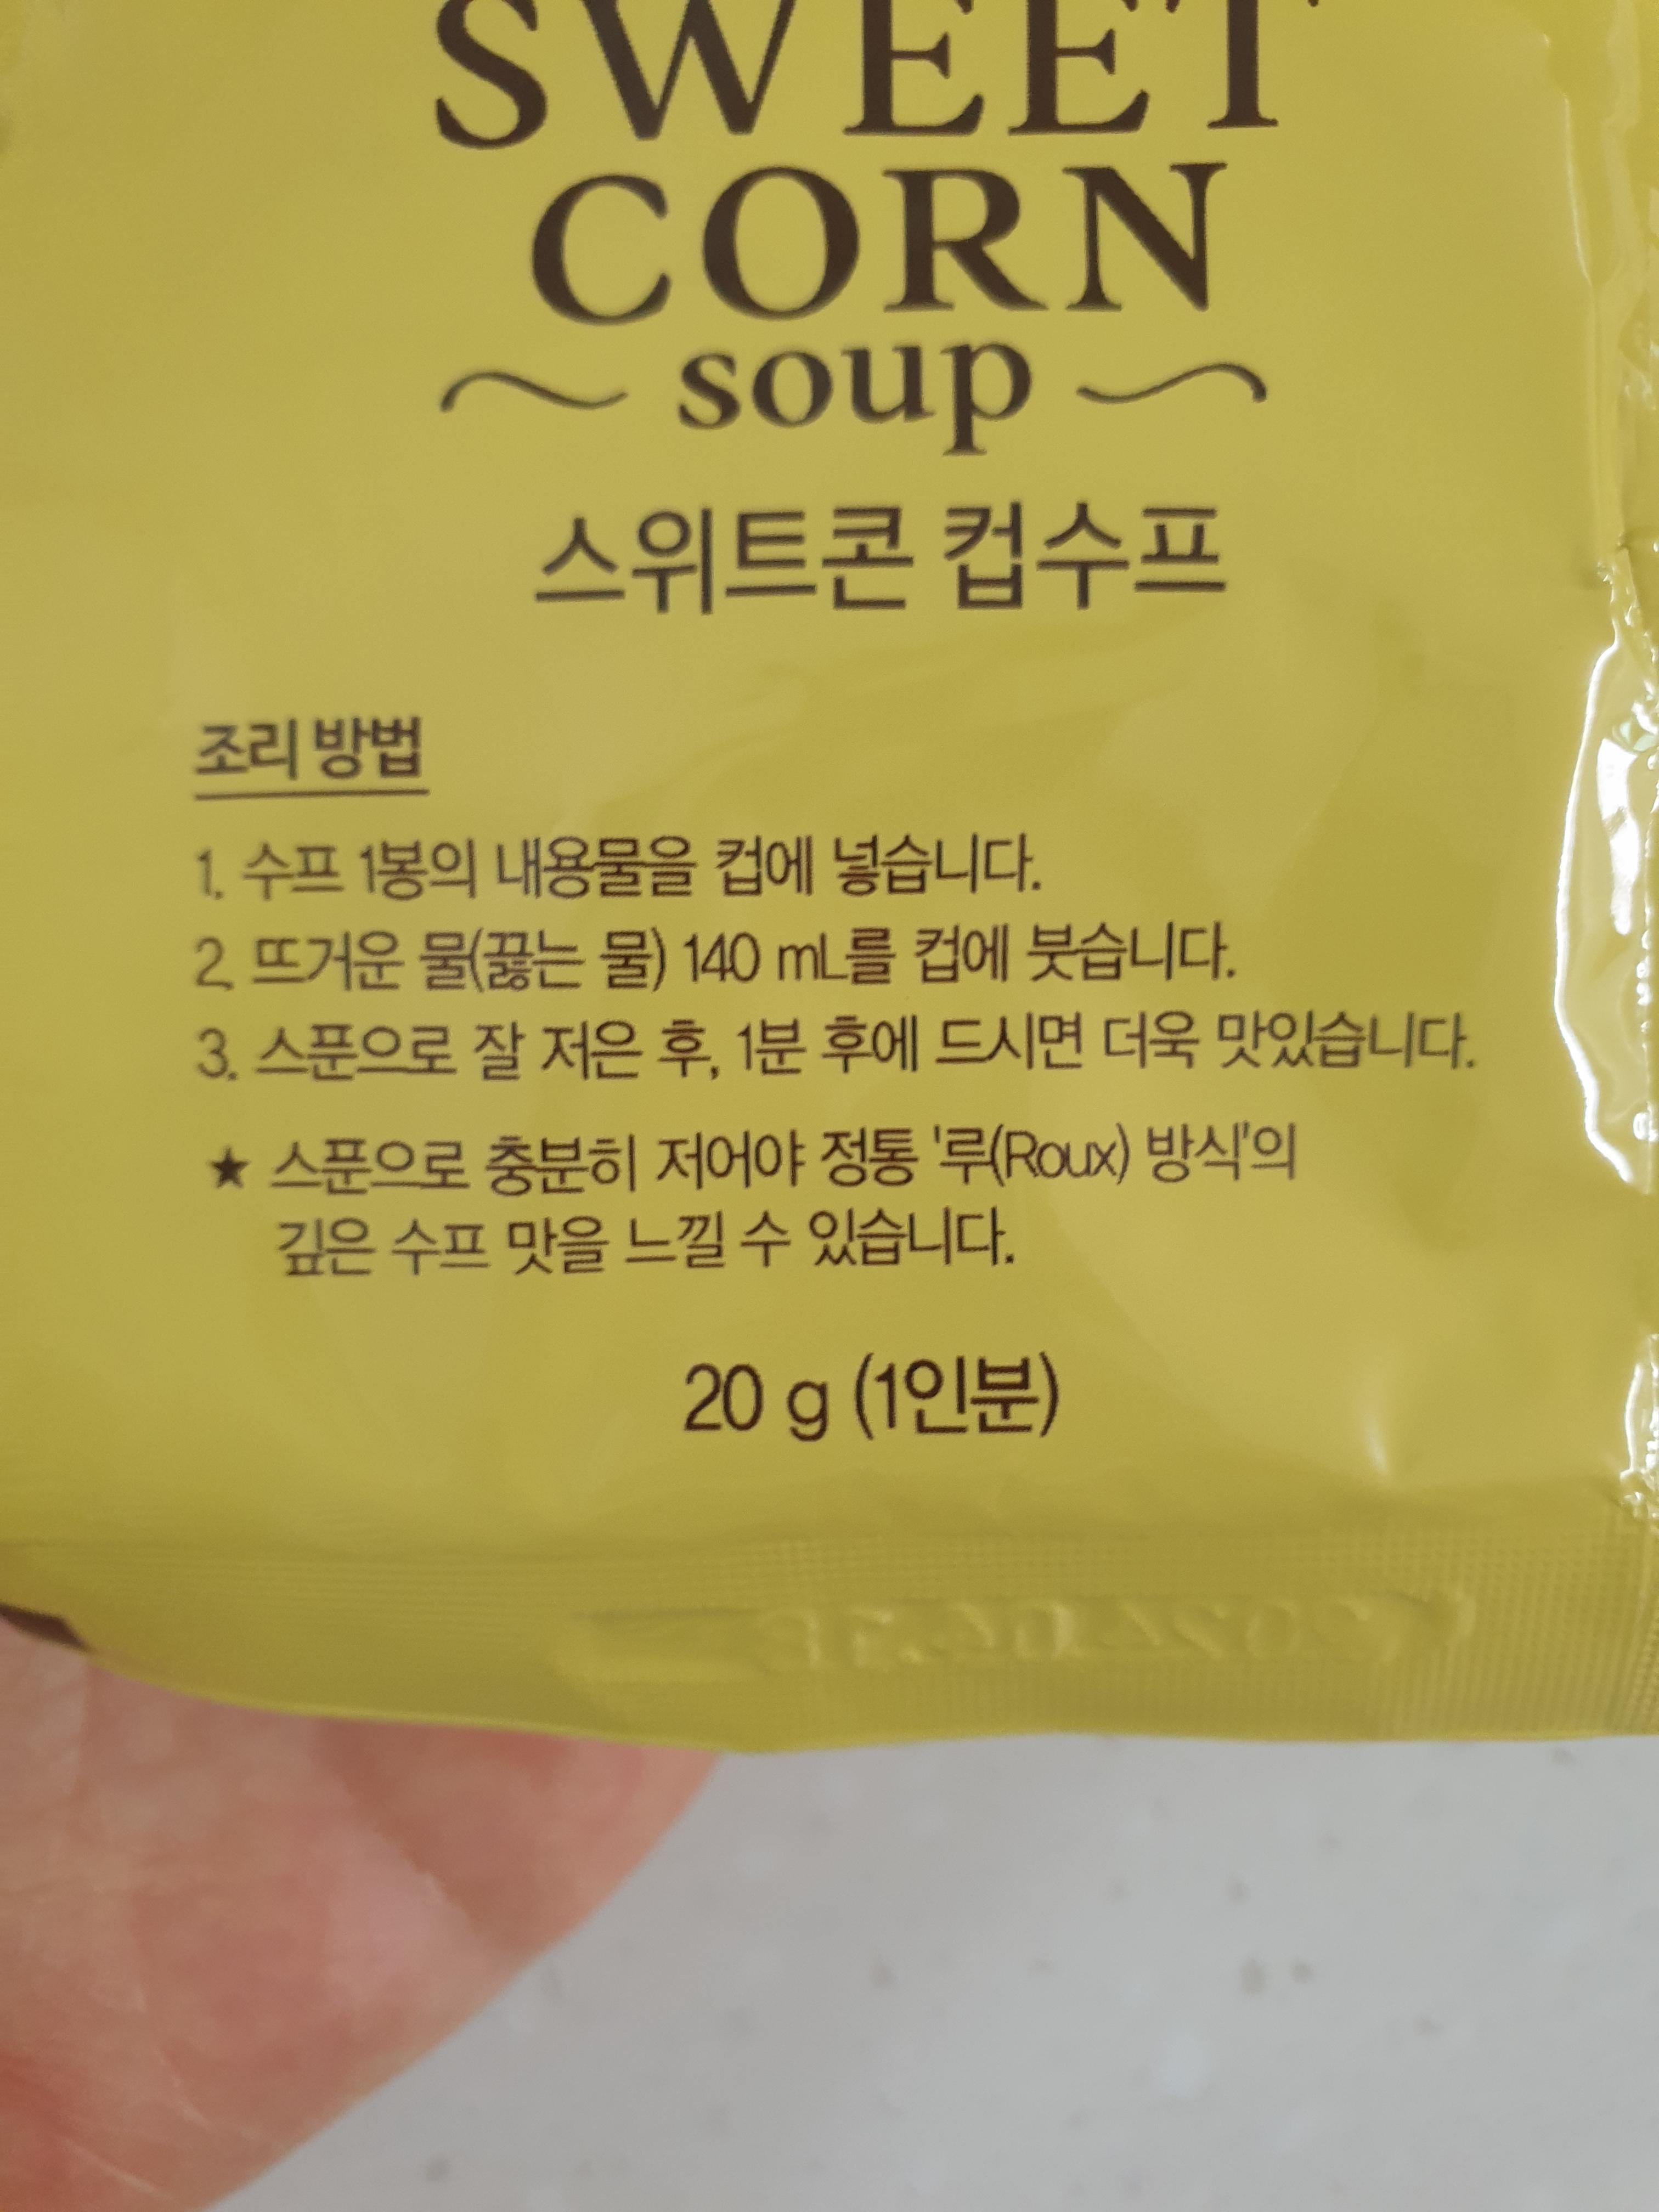 SWEET
CORN
soup
스위트콘 컵수프
조리 방법
1. 수프 1봉의 내용물을 컵에 넣습니다.
2. 뜨거운 물(끓는 물) 140 mL를 컵에 붓습니다.
3. 스푼으로 잘 저은 후, 1분 후에 드시면 더욱 맛있습니다.
★ 스푼으로 충분히 저어야 정통 '루(Roux) 방식'의
깊은 수프 맛을 느낄 수 있습니다.
20 g (1인분)